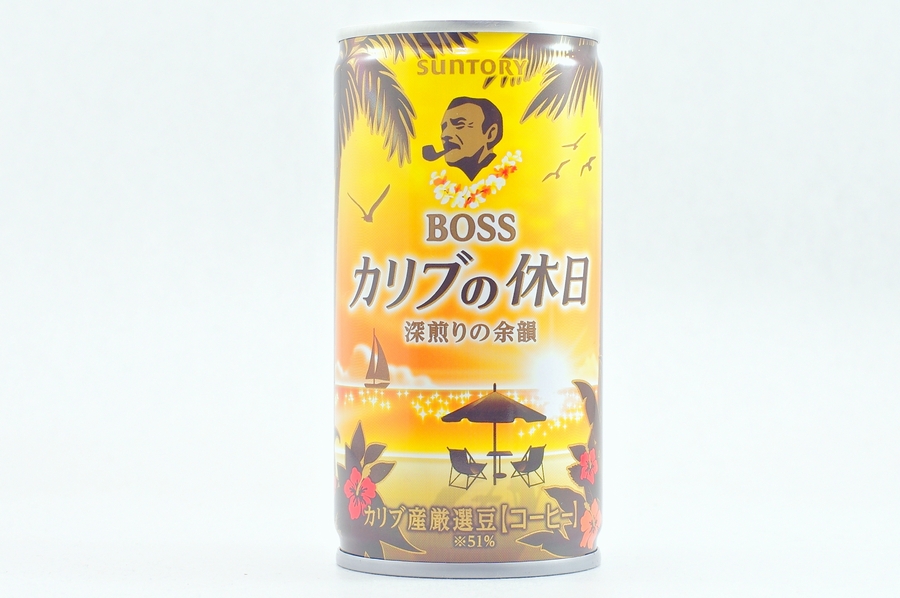 SUNTORY
BOSS
カリブの休日
深煎りの余韻
カリブ産厳選豆【コーヒー】
※51%